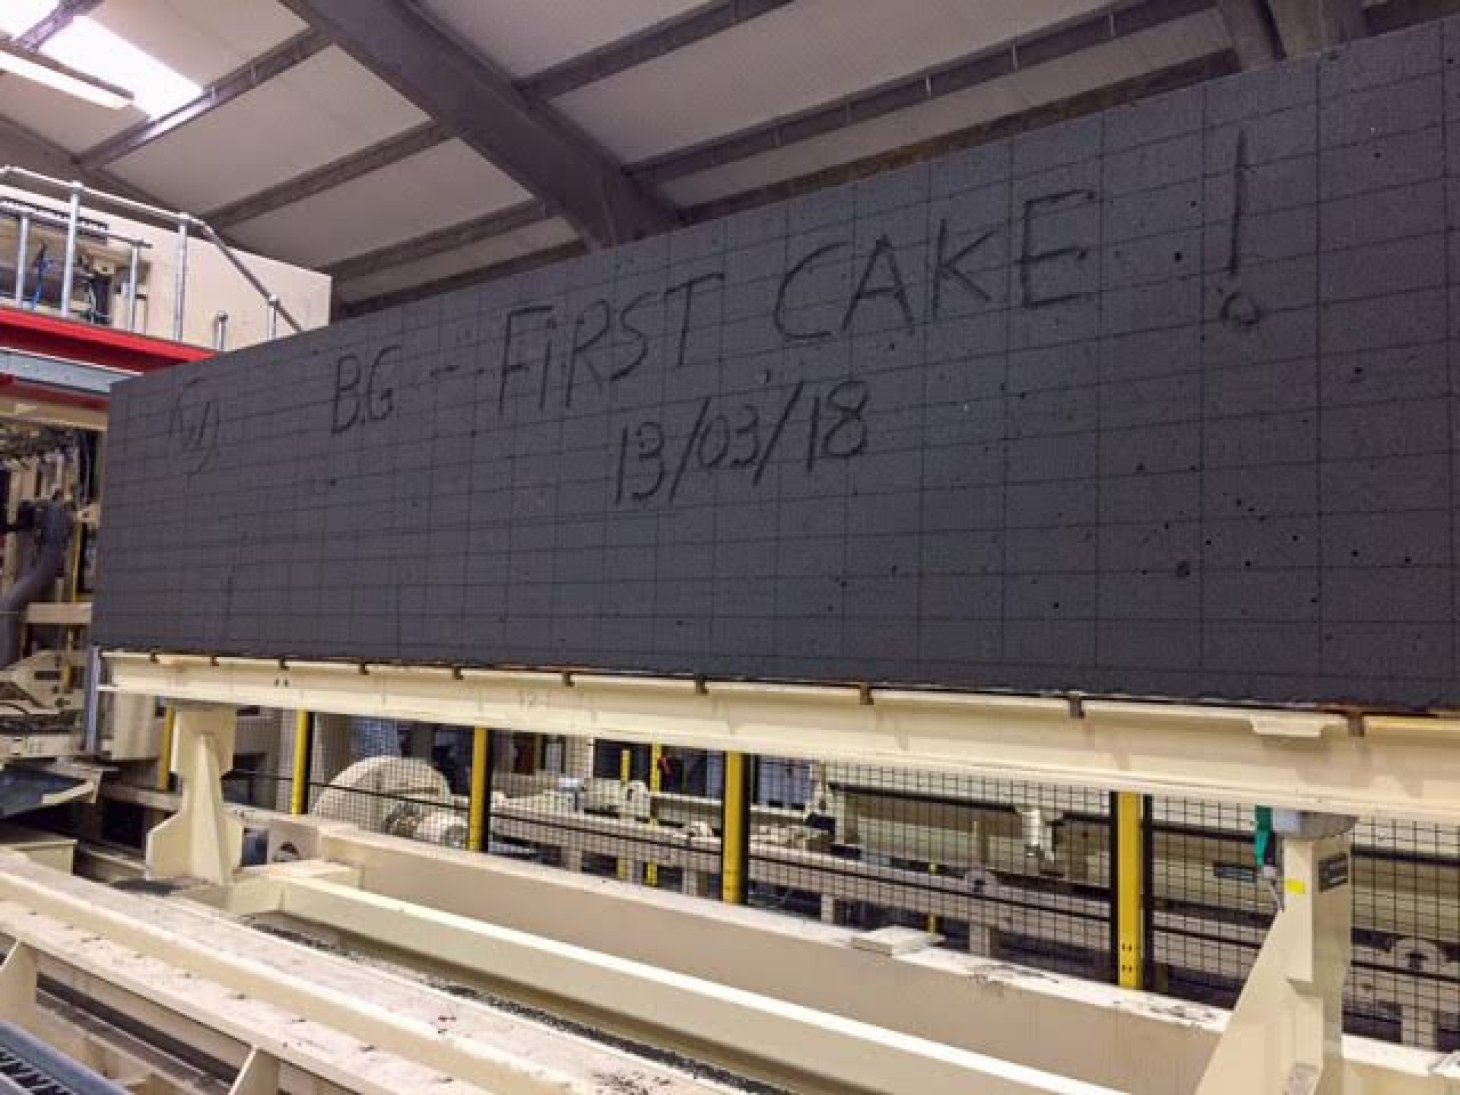 B.G - FiRST CAKE !
13/03/18